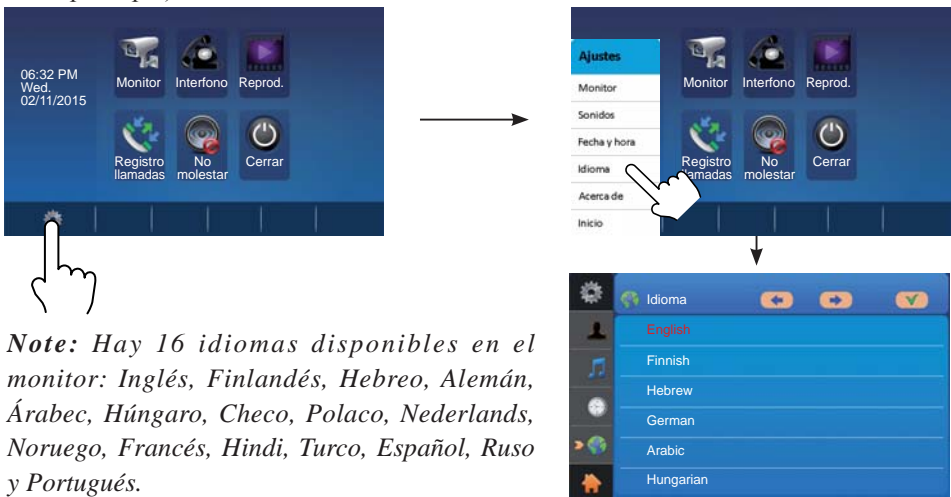 06:32 PM
Wed.
02/11/2015
Monitor
Interfono
Reprod.
Registro
llamadas
No
molestar
Cerrar
Ajustes
Monitor
Sonidos
Fecha y hora
Idioma
Acerca de
Inicio
Monitor
Interfono
Reprod.
Registro
llamadas
No
molestar
Cerrar
Note: Hay 16 idiomas disponibles en el
monitor: Inglés, Finlandés, Hebreo, Alemán,
Árabec, Húngaro, Checo, Polaco, Nederlands,
Noruego, Francés, Hindi, Turco, Español, Ruso
y Portugués.
Idioma
English
Finnish
Hebrew
German
Arabic
Hungarian